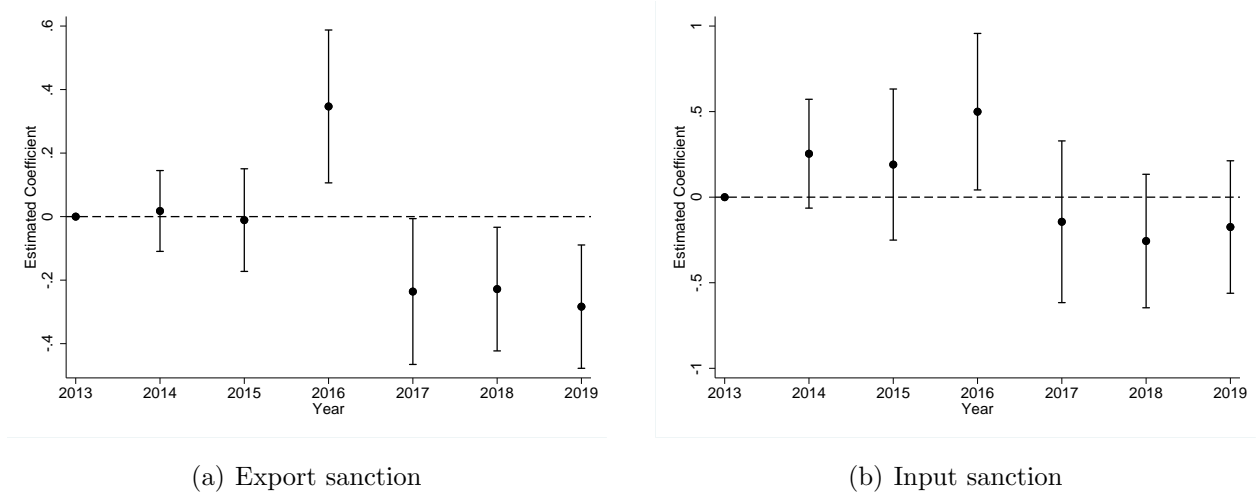 .6
.4
.2
0
-.2
-.4
Estimated Coefficient
2013 2014 2015 2016 2017 2018 2019
Year
(a) Export sanction
1
.5
0
-.5
-1
Estimated Coefficient
2013 2014 2015 2016 2017 2018 2019
Year
(b) Input sanction